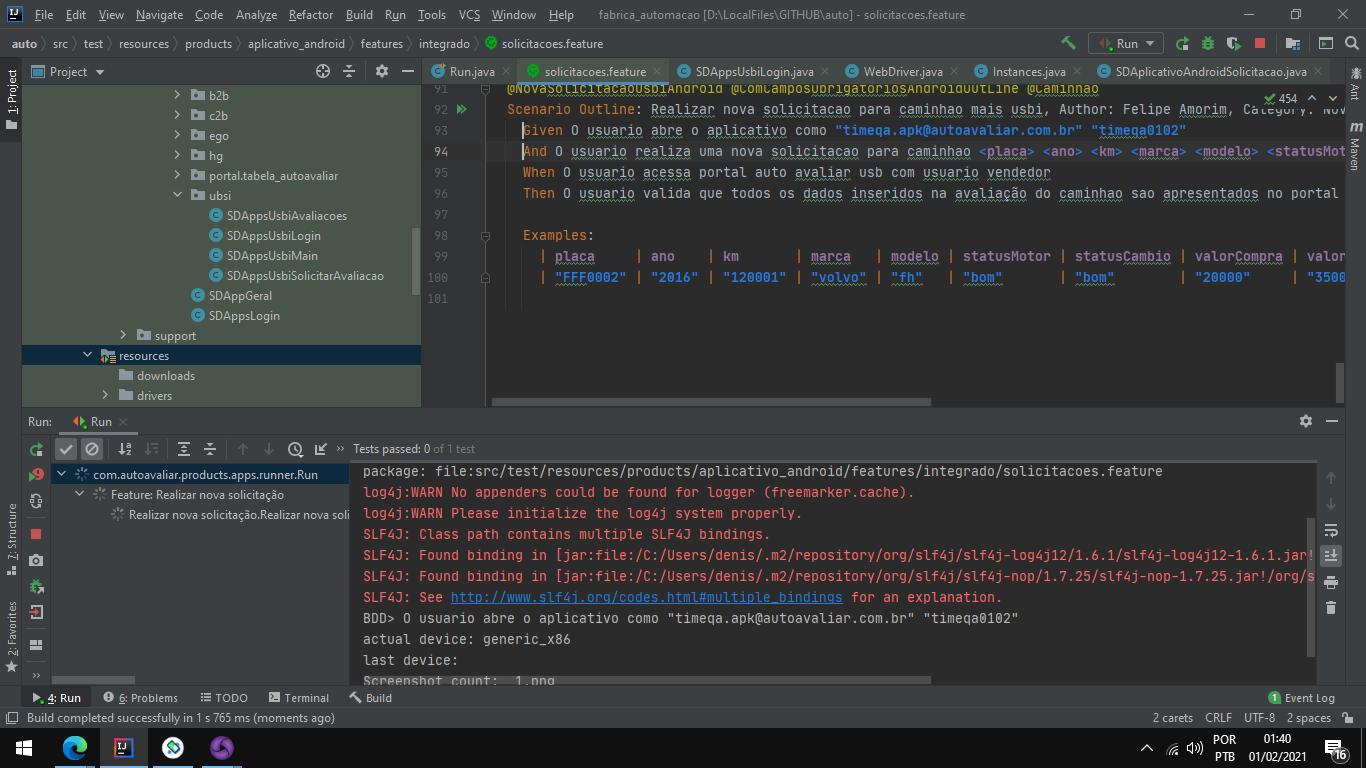 File Edit View Navigate Code Analyze Refactor Build Run Tools VCS Window Help fabrica_automacao [D:\LocalFiles\GITHUB\auto] - solicitacoes.feature
auto src test resources products aplicativo_android features integrado solicitacoes.feature Run
Project Run.java solicitacoes.feature SDAppsUsbiLogin.java WebDriver.java Instances.java SDAplicativoAndroidSolicitacao.java
1: Project
Ant
Maven
7: Structure
2: Favorites
b2b
c2b
ego
hg
portal.tabela_autoavaliar
ubsi
SDAppsUsbiAvaliacoes
SDAppsUsbiLogin
SDAppsUsbiMain
SDAppsUsbiSolicitarAvaliacao
SDAppGeral
SDAppsLogin
support
resources
downloads
drivers
454
91 @NovaSolicitacaoUsbiAndroid @ComCamposObrigatoriosAndroidOutLine @Caminhao
92 Scenario Outline: Realizar nova solicitacao para caminhao mais usbi, Author: Felipe Amorim, Category: Nov
93 Given O usuario abre o aplicativo como "timeqa.apk@autoavaliar.com.br" "timeqa0102"
94 And O usuario realiza uma nova solicitacao para caminhao <placa> <ano> <km> <marca> <modelo> <statusMot
95 When O usuario acessa portal auto avaliar usb com usuario vendedor
96 Then O usuario valida que todos os dados inseridos na avaliação do caminhao sao apresentados no portal
97
98 Examples:
99 | placa | ano | km | marca | modelo | statusMotor | statusCambio | valorCompra | valor
100 | "FFF0002" | "2016" | "120001" | "volvo" | "fh" | "bom" | "bom" | "20000" | "3500
101
Run: Run
Tests passed: 0 of 1 test
com.autoavaliar.products.apps.runner.Run
Feature: Realizar nova solicitação
Realizar nova solicitação.Realizar nova soli
package: file:src/test/resources/products/aplicativo_android/features/integrado/solicitacoes.feature
log4j:WARN No appenders could be found for logger (freemarker.cache).
log4j:WARN Please initialize the log4j system properly.
SLF4J: Class path contains multiple SLF4J bindings.
SLF4J: Found binding in [jar:file:/C:/Users/denis/.m2/repository/org/slf4j/slf4j-log4j12/1.6.1/slf4j-log4j12-1.6.1.jar!
SLF4J: Found binding in [jar:file:/C:/Users/denis/.m2/repository/org/slf4j/slf4j-nop/1.7.25/slf4j-nop-1.7.25.jar!/org/s
SLF4J: See http://www.slf4j.org/codes.html#multiple_bindings for an explanation.
BDD> O usuario abre o aplicativo como "timeqa.apk@autoavaliar.com.br" "timeqa0102"
actual device: generic_x86
last device:
Screenshot count: 1.png
4: Run 6: Problems TODO Terminal Build 1 Event Log
Build completed successfully in 1 s 765 ms (moments ago) 2 carets CRLF UTF-8 2 spaces
POR 01:40
PTB 01/02/2021 16